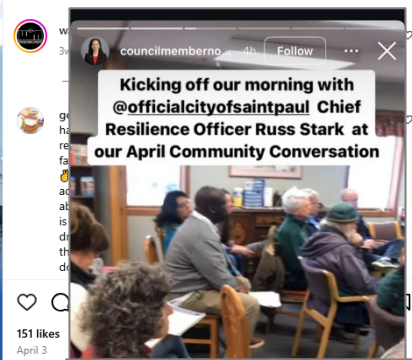 councilmemberno... 4h Follow ...
Kicking off our morning with
@officialcityofsaintpaul Chief
Resilience Officer Russ Stark at
our April Community Conversation
151 likes
April 3